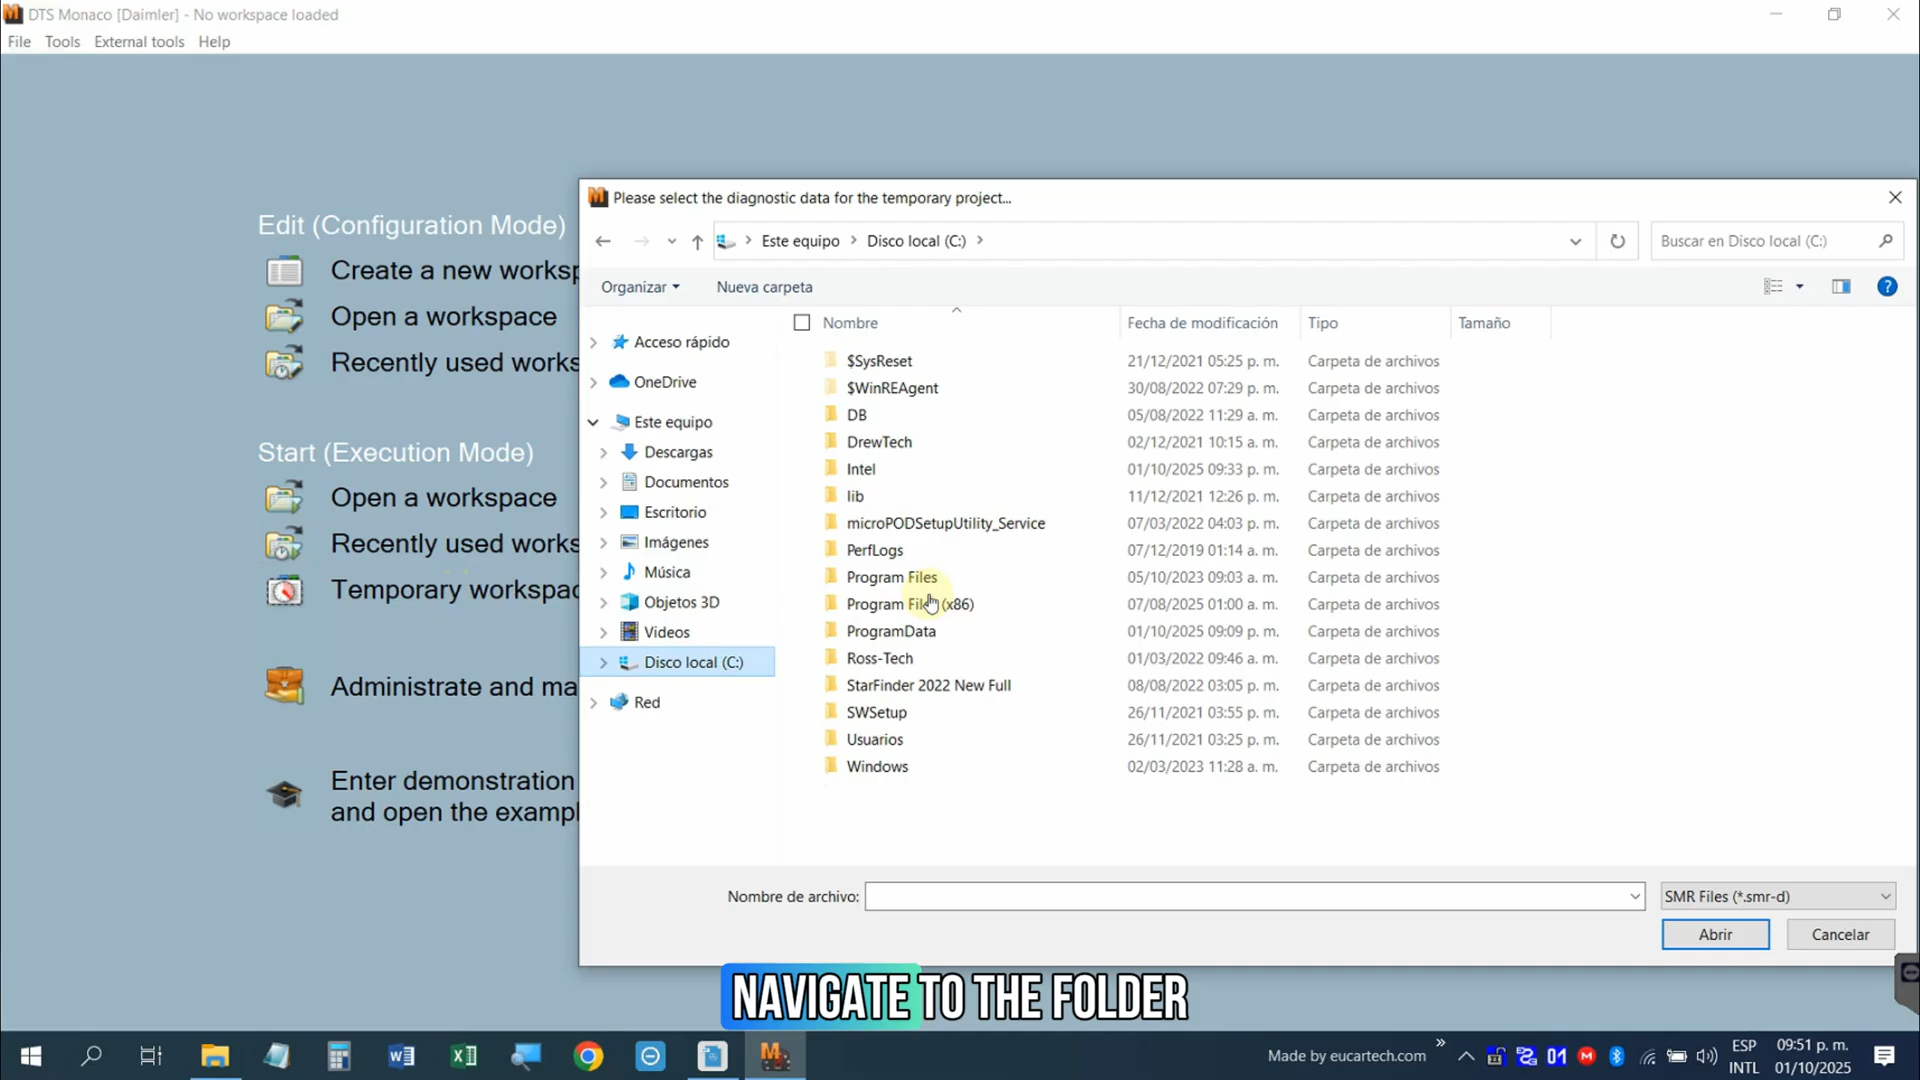 DTS Monaco [Daimler] - No workspace loaded
File Tools External tools Help
Edit (Configuration Mode)
Create a new worksp
Open a workspace
Recently used works
Start (Execution Mode)
Open a workspace
Recently used works
Temporary workspac
Administrate and ma
Enter demonstration
and open the exampl
Please select the diagnostic data for the temporary project...
Este equipo > Disco local (C:) >
Buscar en Disco local (C:)
Organizar Nueva carpeta
Acceso rápido
OneDrive
Este equipo
Descargas
Documentos
Escritorio
Imágenes
Música
Objetos 3D
Videos
Disco local (C:)
Red
Nombre Fecha de modificación Tipo Tamaño
$SysReset 21/12/2021 05:25 p. m. Carpeta de archivos
$WinREAgent 30/08/2022 07:29 p. m. Carpeta de archivos
DB 05/08/2022 11:29 a. m. Carpeta de archivos
DrewTech 02/12/2021 10:15 a. m. Carpeta de archivos
Intel 01/10/2025 09:33 p. m. Carpeta de archivos
lib 11/12/2021 12:26 p. m. Carpeta de archivos
microPODSetupUtility_Service 07/03/2022 04:03 p. m. Carpeta de archivos
PerfLogs 07/12/2019 01:14 a. m. Carpeta de archivos
Program Files 05/10/2023 09:03 a. m. Carpeta de archivos
Program Files (x86) 07/08/2025 01:00 a. m. Carpeta de archivos
ProgramData 01/10/2025 09:09 p. m. Carpeta de archivos
Ross-Tech 01/03/2022 09:46 a. m. Carpeta de archivos
StarFinder 2022 New Full 08/08/2022 03:05 p. m. Carpeta de archivos
SWSetup 26/11/2021 03:55 p. m. Carpeta de archivos
Usuarios 26/11/2021 03:25 p. m. Carpeta de archivos
Windows 02/03/2023 11:28 a. m. Carpeta de archivos
Nombre de archivo:
SMR Files (*.smr-d)
Abrir Cancelar
NAVIGATE TO THE FOLDER
Made by eucartech.com
01
ESP
INTL
09:51 p. m.
01/10/2025